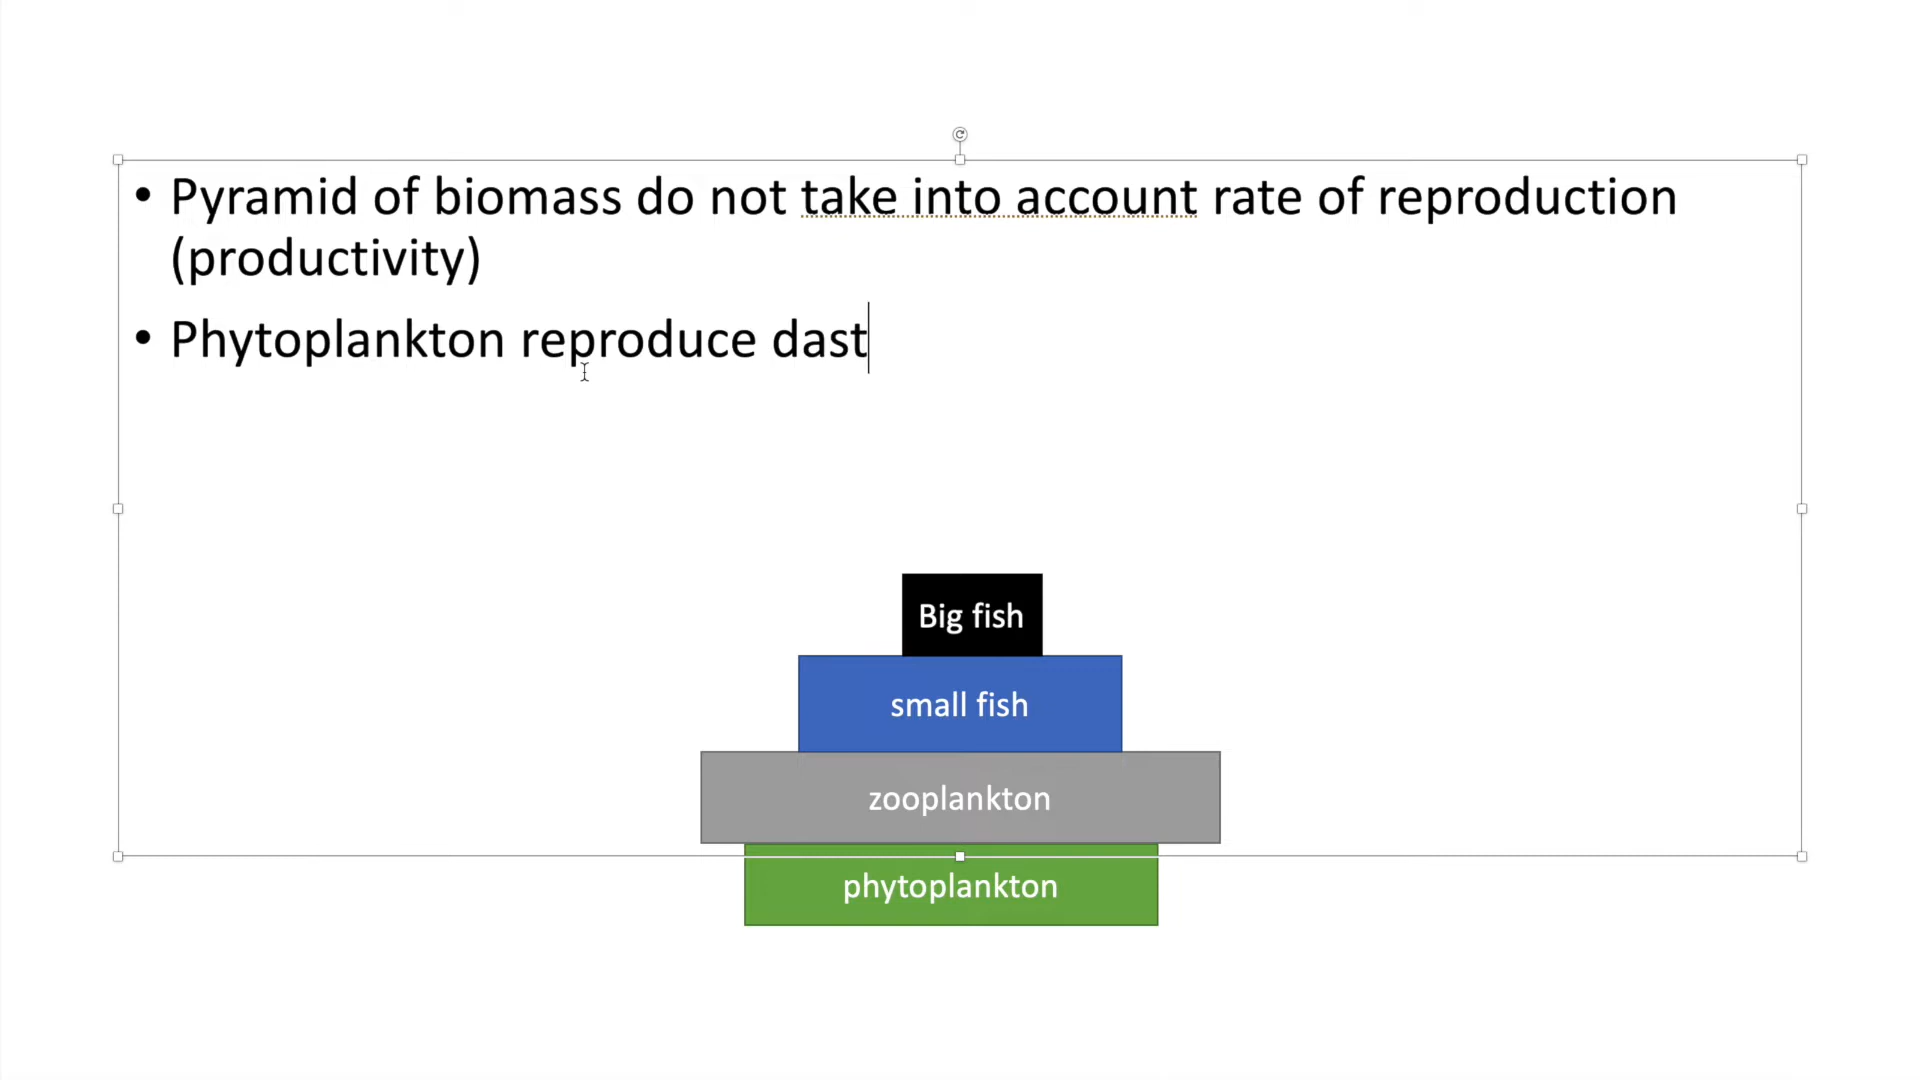 • Pyramid of biomass do not take into account rate of reproduction
(productivity)
• Phytoplankton reproduce dast
Big fish
small fish
zooplankton
phytoplankton